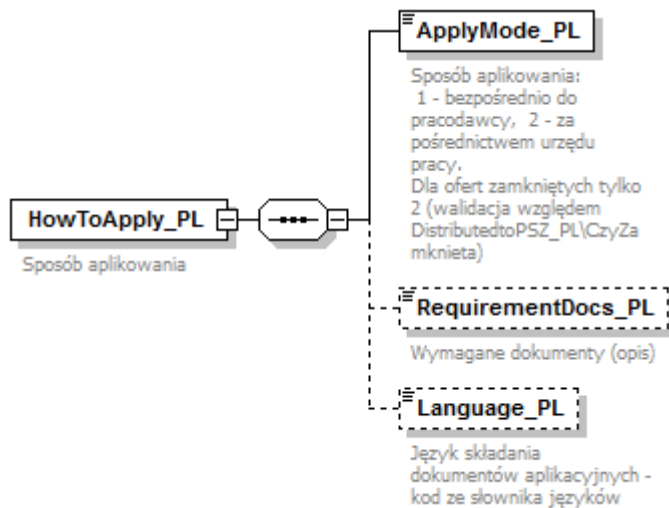 ApplyMode_PL
Sposób aplikowania:
1 - bezpośrednio do
pracodawcy,  2 - za
pośrednictwem urzędu
pracy.
Dla ofert zamkniętych tylko
2 (walidacja względem
DistributedtoPSZ_PL\CzyZa
mknieta)
HowToApply_PL
Sposób aplikowania
RequirementDocs_PL
Wymagane dokumenty (opis)
Language_PL
Język składania
dokumentów aplikacyjnych -
kod ze słownika języków